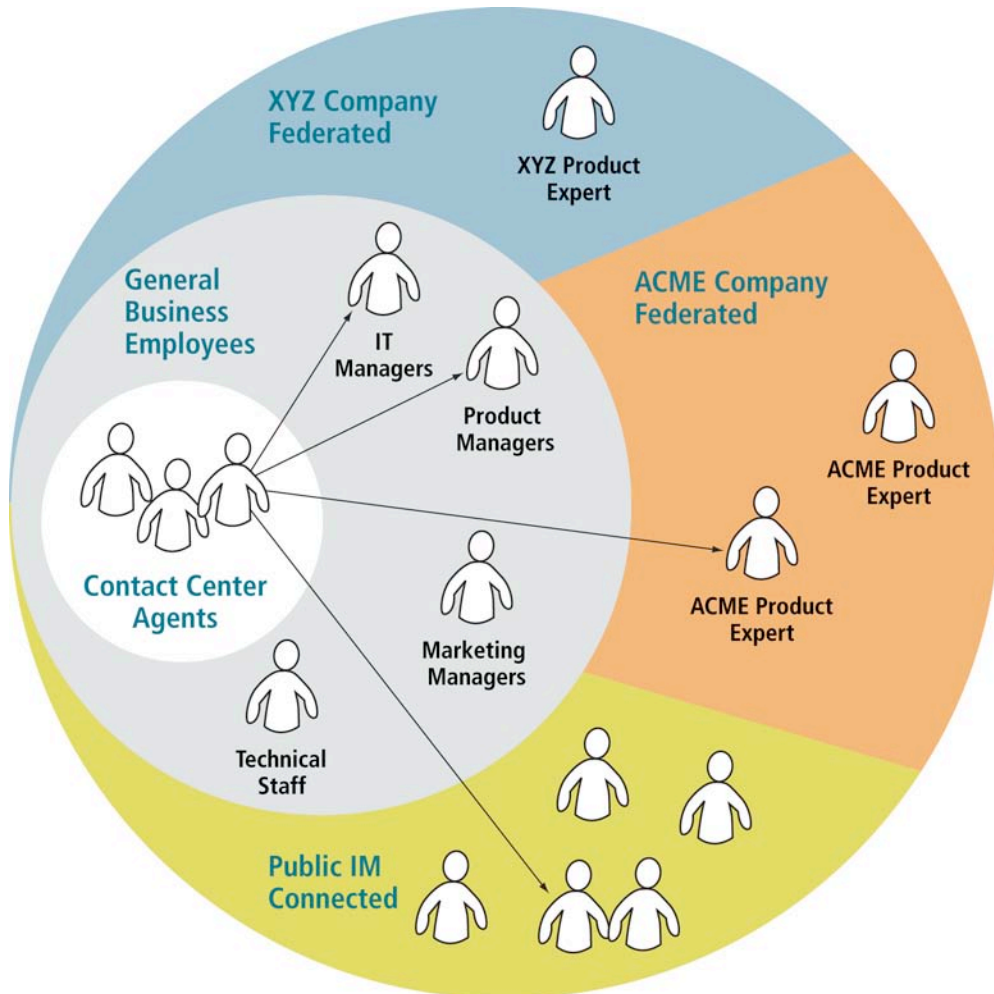 XYZ Company
Federated
XYZ Product
Expert
General
Business
Employees
IT
Managers
Product
Managers
ACME Company
Federated
ACME Product
Expert
ACME Product
Expert
Contact Center
Agents
Marketing
Managers
Technical
Staff
Public IM
Connected